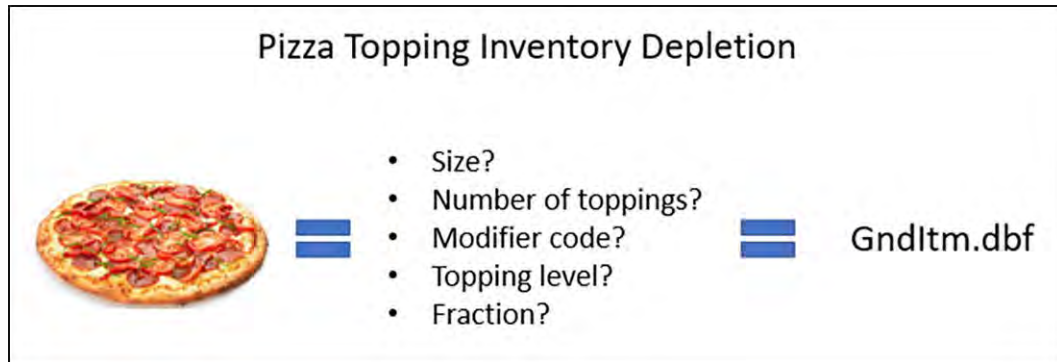 Pizza Topping Inventory Depletion
• Size?
• Number of toppings?
• Modifier code?
• Topping level?
• Fraction?
GndItm.dbf